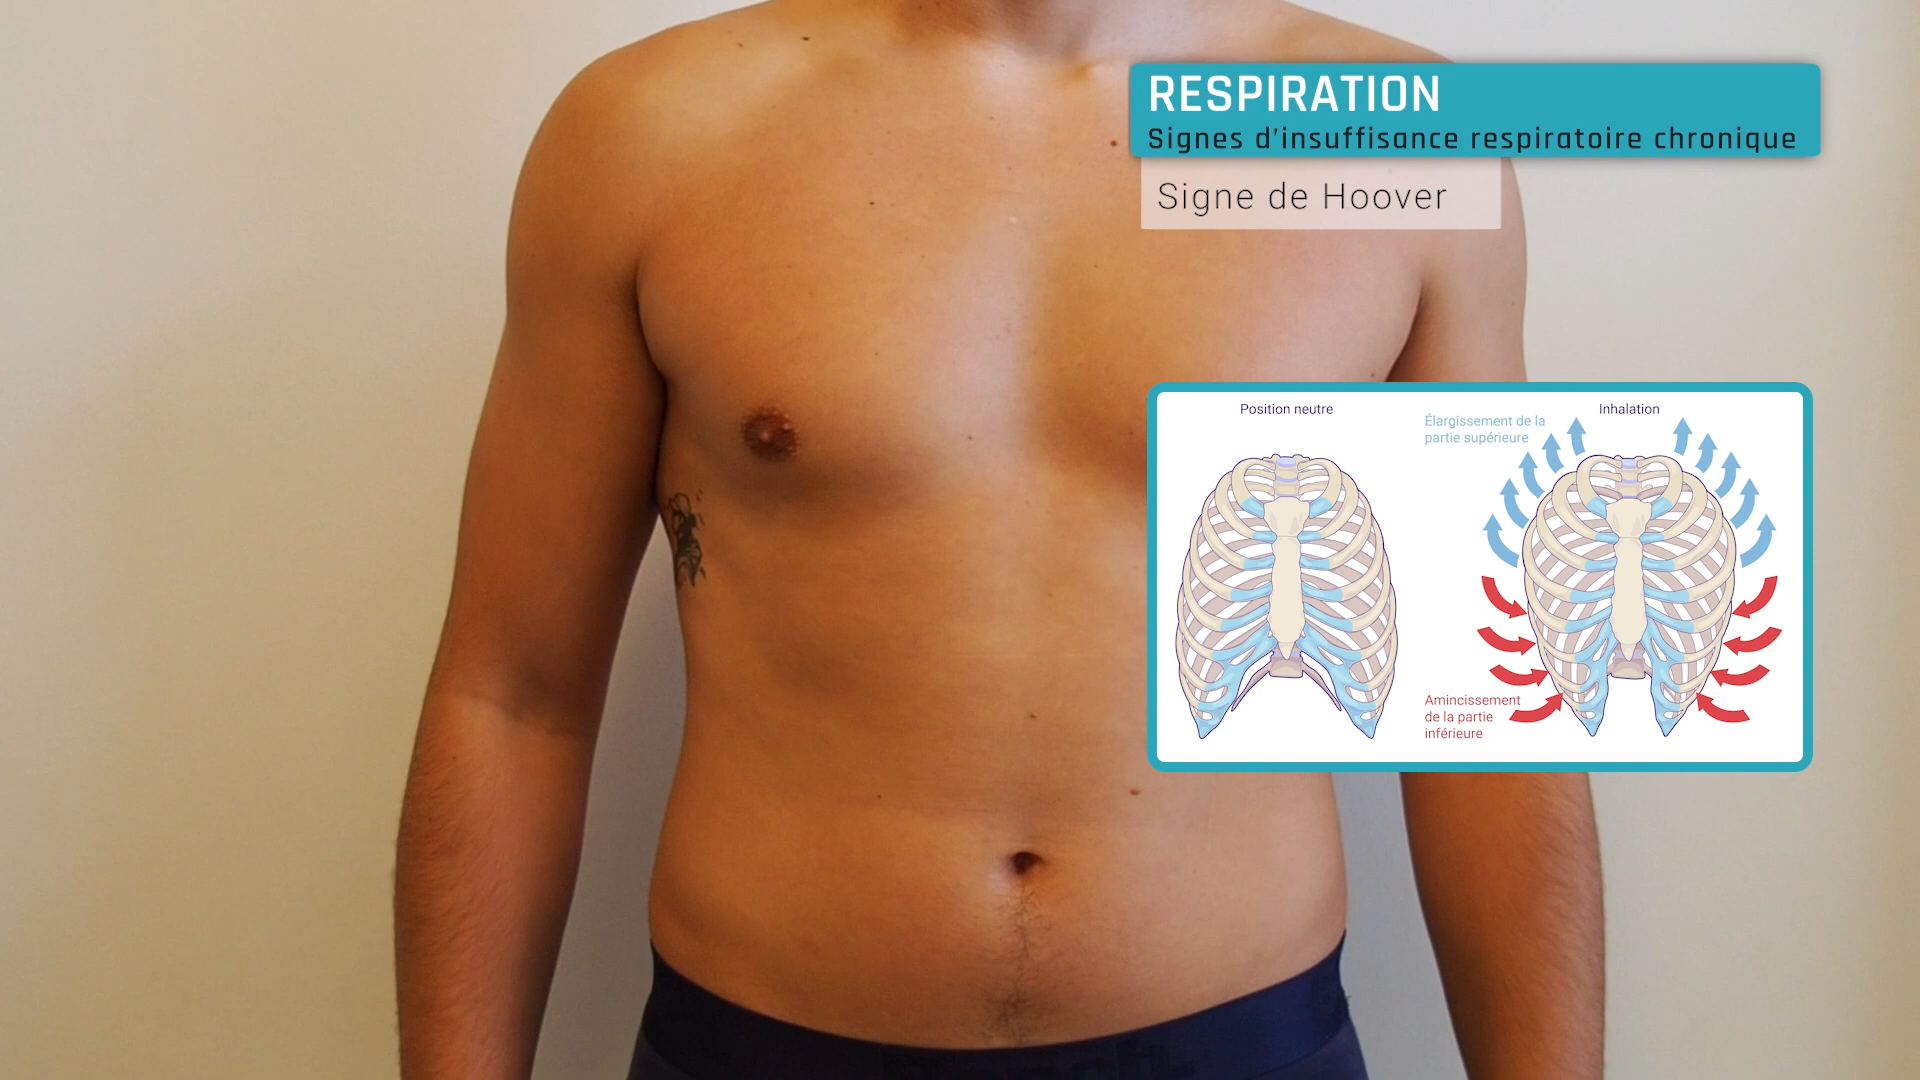 RESPIRATION
Signes d'insuffisance respiratoire chronique
Signe de Hoover
Position neutre
Élargissement de la
partie supérieure
Inhalation
Amincissement
de la partie
inférieure